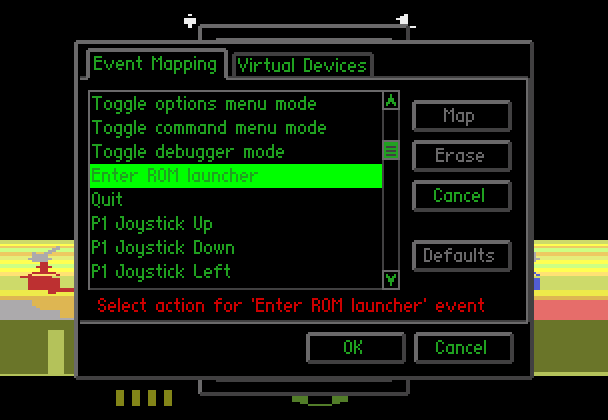 Event Mapping
Virtual Devices
Toggle options menu mode
Toggle command menu mode
Toggle debugger mode
Enter ROM launcher
Quit
P1 Joystick Up
P1 Joystick Down
P1 Joystick Left
Map
Erase
Cancel
Defaults
Select action for 'Enter ROM launcher' event
OK
Cancel